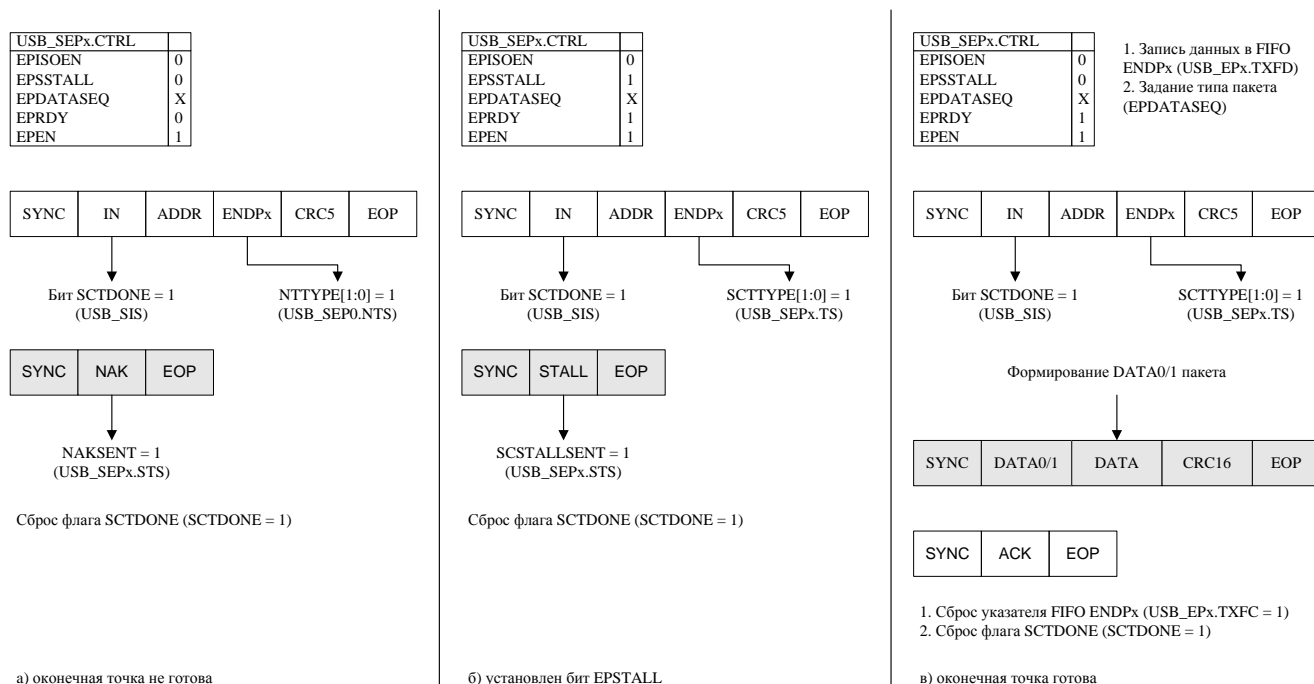 USB_SEPx.CTRL
EPISOEN 0
EPSSTALL 0
EPDATASEQ X
EPRDY 0
EPEN 1
SYNC IN ADDR ENDPx CRC5 EOP
Бит SCTDONE = 1
(USB_SIS)
NTTYPE[1:0] = 1
(USB_SEP0.NTS)
SYNC NAK EOP
NAKSENT = 1
(USB_SEPx.STS)
Сброс флага SCTDONE (SCTDONE = 1)
а) оконечная точка не готова
USB_SEPx.CTRL
EPISOEN 0
EPSSTALL 1
EPDATASEQ X
EPRDY 1
EPEN 1
SYNC IN ADDR ENDPx CRC5 EOP
Бит SCTDONE = 1
(USB_SIS)
SCTTYPE[1:0] = 1
(USB_SEPx.TS)
SYNC STALL EOP
SCSTALLSENT = 1
(USB_SEPx.STS)
Сброс флага SCTDONE (SCTDONE = 1)
б) установлен бит EPSTALL
USB_SEPx.CTRL
EPISOEN 0
EPSSTALL 0
EPDATASEQ X
EPRDY 1
EPEN 1
1. Запись данных в FIFO
ENDPx (USB_EPx.TXFD)
2. Задание типа пакета
(EPDATASEQ)
SYNC IN ADDR ENDPx CRC5 EOP
Бит SCTDONE = 1
(USB_SIS)
SCTTYPE[1:0] = 1
(USB_SEPx.TS)
Формирование DATA0/1 пакета
SYNC DATA0/1 DATA CRC16 EOP
SYNC ACK EOP
1. Сброс указателя FIFO ENDPx (USB_EPx.TXFC = 1)
2. Сброс флага SCTDONE (SCTDONE = 1)
в) оконечная точка готова